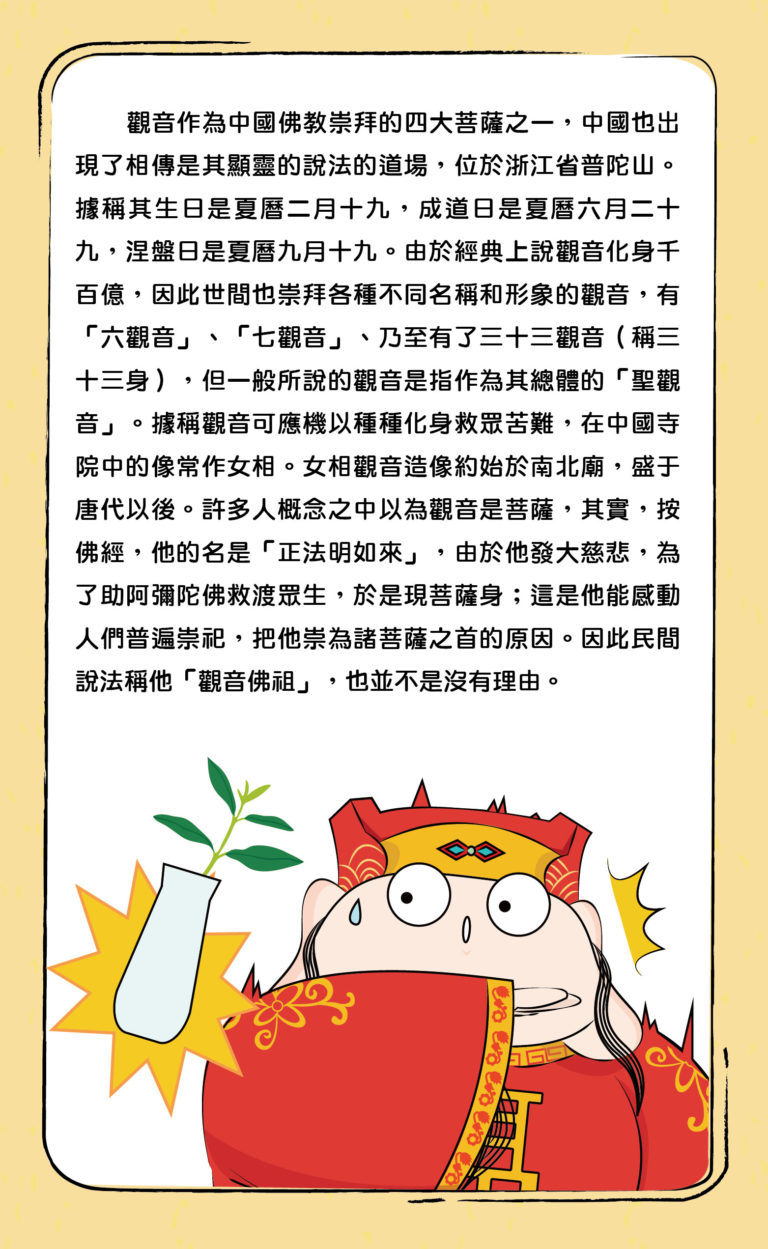 觀音作為中國佛教崇拜的四大菩薩之一，中國也出
現了相傳是其顯靈的說法的道場，位於浙江省普陀山。
據稱其生日是夏曆二月十九，成道日是夏曆六月二十
九，涅盤日是夏曆九月十九。由於經典上說觀音化身千
百億，因此世間也崇拜各種不同名稱和形象的觀音，有
「六觀音」、「七觀音」、乃至有了三十三觀音（稱三
十三身），但一般所說的觀音是指作為其總體的「聖觀
音」。據稱觀音可應機以種種化身救眾苦難，在中國寺
院中的像常作女相。女相觀音造像約始於南北廟，盛于
唐代以後。許多人概念之中以為觀音是菩薩，其實，按
佛經，他的名是「正法明如來」，由於他發大慈悲，為
了助阿彌陀佛救渡眾生，於是現菩薩身；這是他能感動
人們普遍崇祀，把他崇為諸菩薩之首的原因。因此民間
說法稱他「觀音佛祖」，也並不是沒有理由。